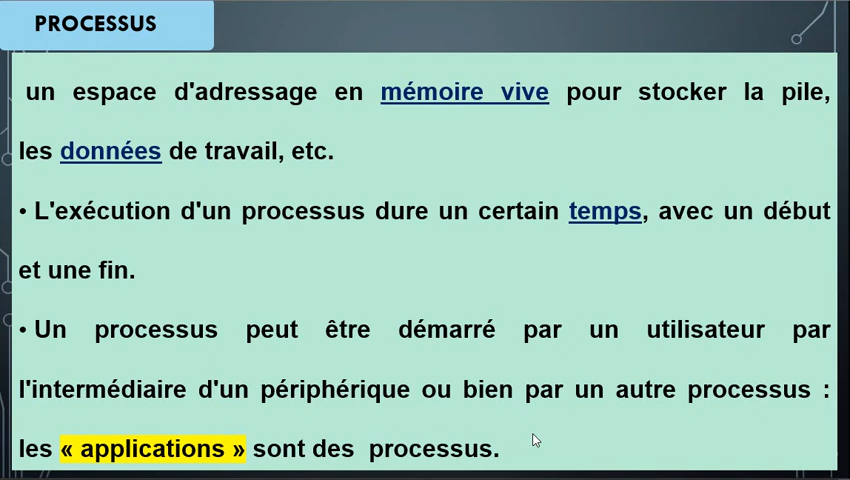 PROCESSUS
un espace d'adressage en mémoire vive pour stocker la pile,
les données de travail, etc.
• L'exécution d'un processus dure un certain temps, avec un début
et une fin.
• Un processus peut être démarré par un utilisateur par
l'intermédiaire d'un périphérique ou bien par un autre processus :
les « applications » sont des processus.